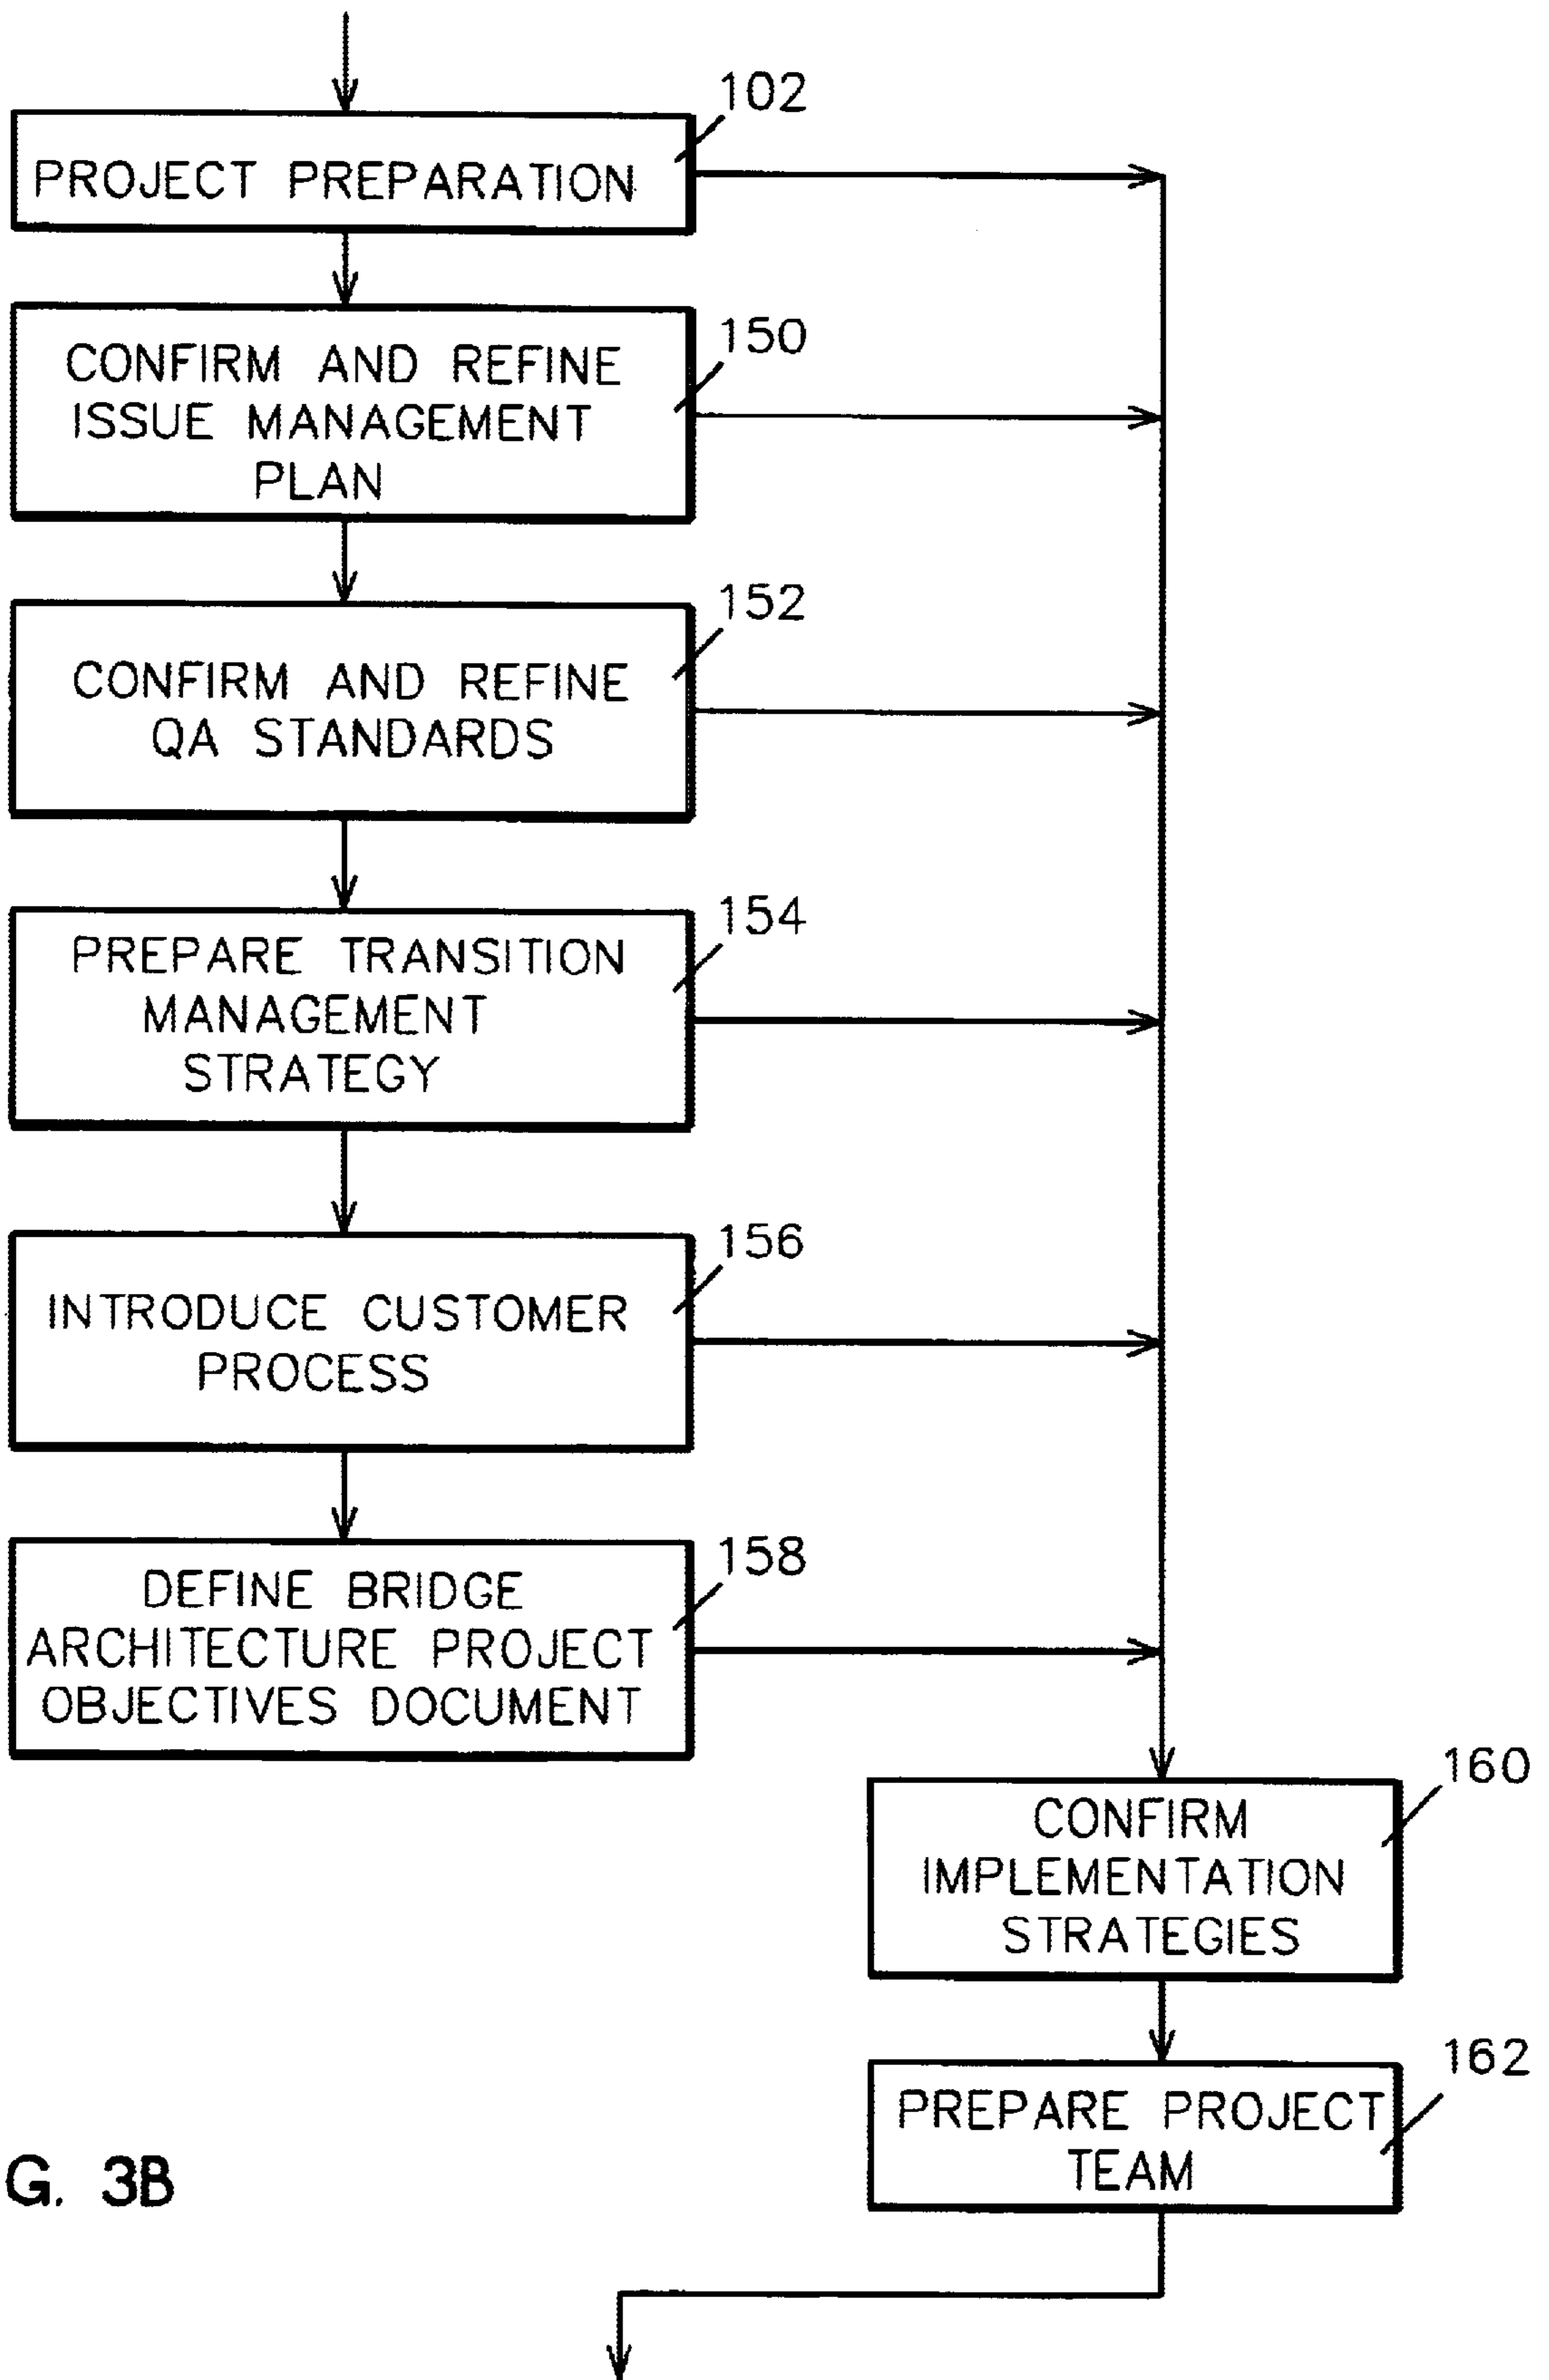 102
PROJECT PREPARATION
150
CONFIRM AND REFINE
ISSUE MANAGEMENT
PLAN
152
CONFIRM AND REFINE
QA STANDARDS
154
PREPARE TRANSITION
MANAGEMENT
STRATEGY
156
INTRODUCE CUSTOMER
PROCESS
158
DEFINE BRIDGE
ARCHITECTURE PROJECT
OBJECTIVES DOCUMENT
160
CONFIRM
IMPLEMENTATION
STRATEGIES
162
PREPARE PROJECT
TEAM
G. 3B